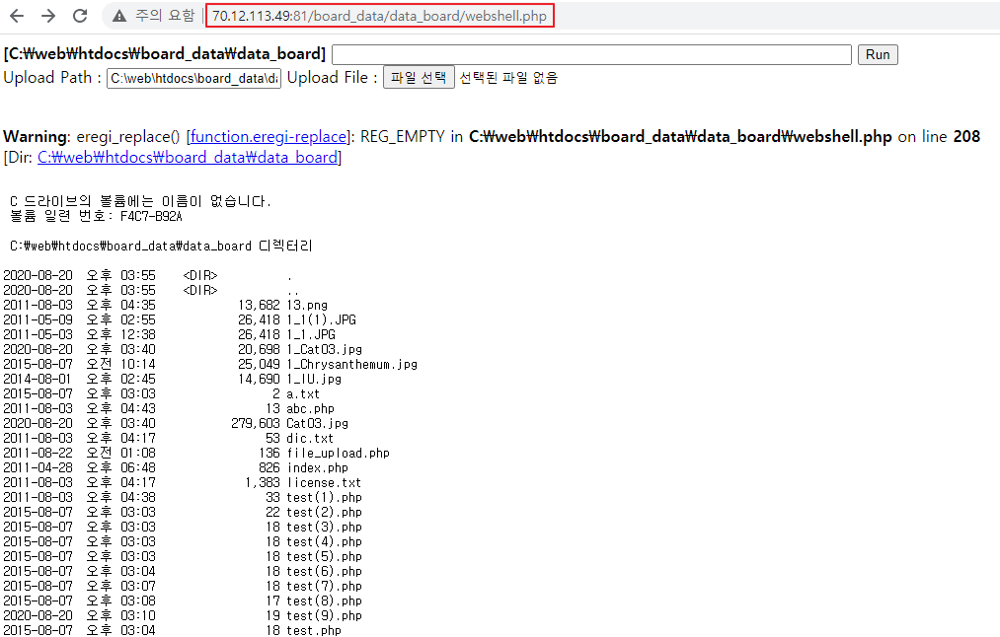 주의 요함 70.12.113.49:81/board_data/data_board/webshell.php
[C:₩web₩htdocs₩board_data₩data_board] Run
Upload Path : C:\web\htdocs\board_data\da Upload File : 파일 선택 선택된 파일 없음
Warning: eregi_replace() [function.eregi-replace]: REG_EMPTY in C:₩web₩htdocs₩board_data₩data_board₩webshell.php on line 208
[Dir: C:₩web₩htdocs₩board_data₩data_board]
C 드라이브의 볼륨에는 이름이 없습니다.
볼륨 일련 번호: F4C7-B92A
C:₩web₩htdocs₩board_data₩data_board 디렉터리
2020-08-20 오후 03:55 <DIR> .
2020-08-20 오후 03:55 <DIR> ..
2011-08-03 오후 04:35 13,682 13.png
2011-05-09 오후 02:55 26,418 1_1(1).JPG
2011-05-03 오후 12:38 26,418 1_1.JPG
2020-08-20 오후 03:40 20,698 1_Cat03.jpg
2015-08-07 오전 10:14 25,049 1_Chrysanthemum.jpg
2014-08-01 오후 02:45 14,690 1_IU.jpg
2015-08-07 오후 03:03 2 a.txt
2011-08-03 오후 04:43 13 abc.php
2020-08-20 오후 03:40 279,603 Cat03.jpg
2011-08-03 오후 04:17 53 dic.txt
2011-08-22 오전 01:08 136 file_upload.php
2011-04-28 오후 06:48 826 index.php
2011-08-03 오후 04:17 1,383 license.txt
2011-08-03 오후 04:38 33 test(1).php
2015-08-07 오후 03:03 22 test(2).php
2015-08-07 오후 03:03 18 test(3).php
2015-08-07 오후 03:03 18 test(4).php
2015-08-07 오후 03:03 18 test(5).php
2015-08-07 오후 03:04 18 test(6).php
2015-08-07 오후 03:07 18 test(7).php
2015-08-07 오후 03:08 17 test(8).php
2020-08-20 오후 03:10 19 test(9).php
2015-08-07 오후 03:04 18 test.php